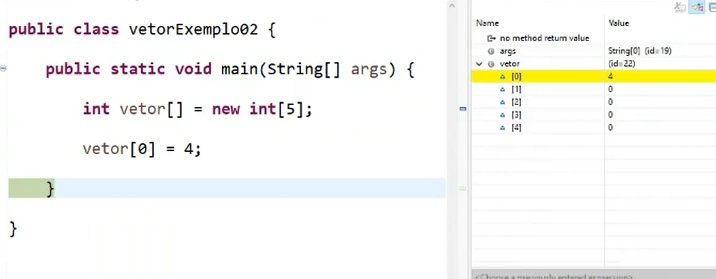 public class vetorExemplo02 {
public static void main(String[] args) {
int vetor[] = new int[5];
vetor[0] = 4;
}
}
Name Value
no method return value
args String[0] (id=19)
vetor (id=22)
[0] 4
[1] 0
[2] 0
[3] 0
[4] 0
<Choose a previously entered expression>